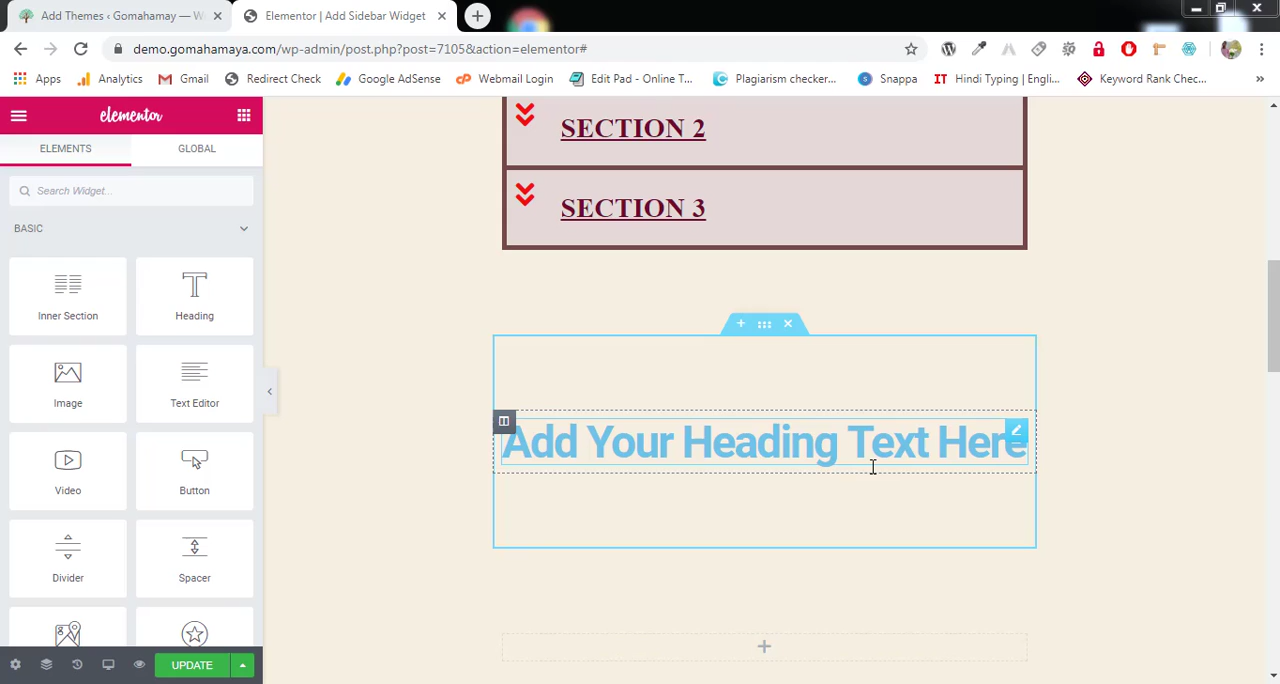 Add Themes ‹ Gomahamay — W
Elementor | Add Sidebar Widget
demo.gomahamaya.com/wp-admin/post.php?post=7105&action=elementor#
Apps
Analytics
Gmail
Redirect Check
Google AdSense
Webmail Login
Edit Pad - Online T...
Plagiarism checker...
Snappa
Hindi Typing | Engli...
Keyword Rank Chec...
»
elementor
ELEMENTS
GLOBAL
Search Widget...
BASIC
Inner Section
Heading
Image
Text Editor
Video
Button
Divider
Spacer
UPDATE
SECTION 2
SECTION 3
Add Your Heading Text Here